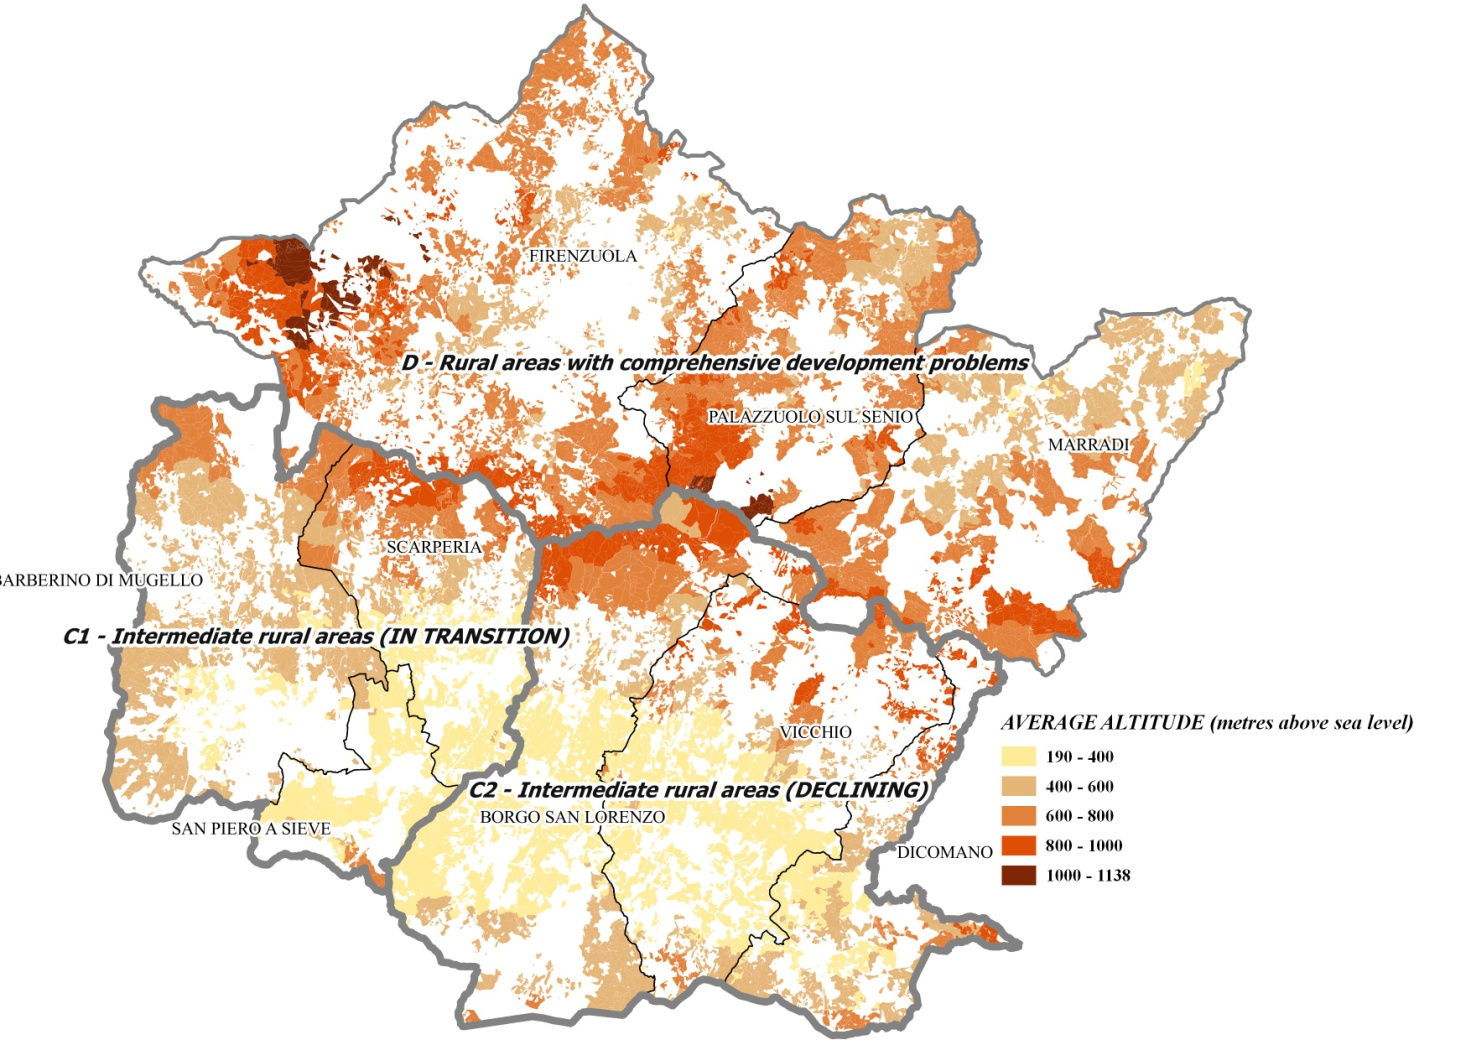 FIRENZUOLA
D - Rural areas with comprehensive development problems
PALAZZUOLO SUL SENIO
MARRADI
SCARPERIA
BARBERINO DI MUGELLO
C1 - Intermediate rural areas (IN TRANSITION)
VICCHIO
C2 - Intermediate rural areas (DECLINING)
BORGO SAN LORENZO
SAN PIERO A SIEVE
DICOMANO
AVERAGE ALTITUDE (metres above sea level)
190 - 400
400 - 600
600 - 800
800 - 1000
1000 - 1138